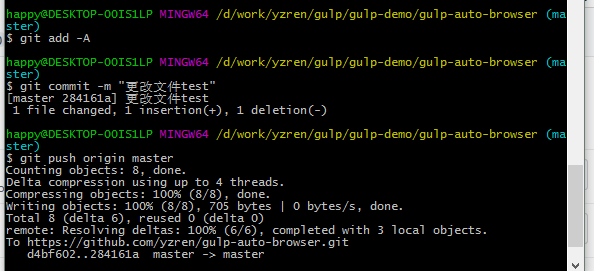 happy@DESKTOP-OOIS1LP MINGW64 /d/work/yzren/gulp/gulp-demo/gulp-auto-browser (ma
ster)
$ git add -A
happy@DESKTOP-OOIS1LP MINGW64 /d/work/yzren/gulp/gulp-demo/gulp-auto-browser (ma
ster)
$ git commit -m "更改文件test"
[master 284161a] 更改文件test
1 file changed, 1 insertion(+), 1 deletion(-)
happy@DESKTOP-OOIS1LP MINGW64 /d/work/yzren/gulp/gulp-demo/gulp-auto-browser (ma
ster)
$ git push origin master
Counting objects: 8, done.
Delta compression using up to 4 threads.
Compressing objects: 100% (8/8), done.
Writing objects: 100% (8/8), 705 bytes | 0 bytes/s, done.
Total 8 (delta 6), reused 0 (delta 0)
remote: Resolving deltas: 100% (6/6), completed with 3 local objects.
To https://github.com/yzren/gulp-auto-browser.git
d4bf602..284161a  master -> master